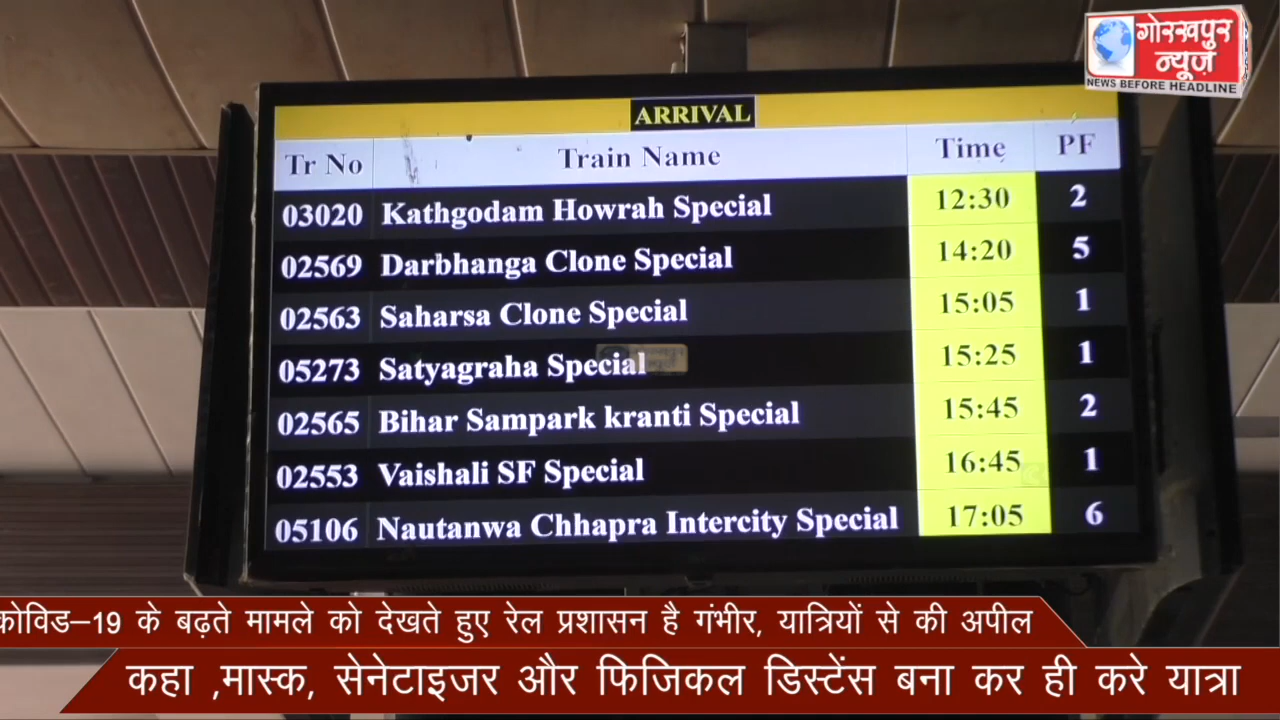 गोरखपुर
न्यूज़
NEWS BEFORE HEADLINE
ARRIVAL
Tr No Train Name Time PF
03020 Kathgodam Howrah Special 12:30 2
02569 Darbhanga Clone Special 14:20 5
02563 Saharsa Clone Special 15:05 1
05273 Satyagraha Special 15:25 1
02565 Bihar Sampark kranti Special 15:45 2
02553 Vaishali SF Special 16:45 1
05106 Nautanwa Chhapra Intercity Special 17:05 6
कोविड–19 के बढ़ते मामले को देखते हुए रेल प्रशासन है गंभीर, यात्रियों से की अपील
कहा ,मास्क, सेनेटाइजर और फिजिकल डिस्टेंस बना कर ही करे यात्रा